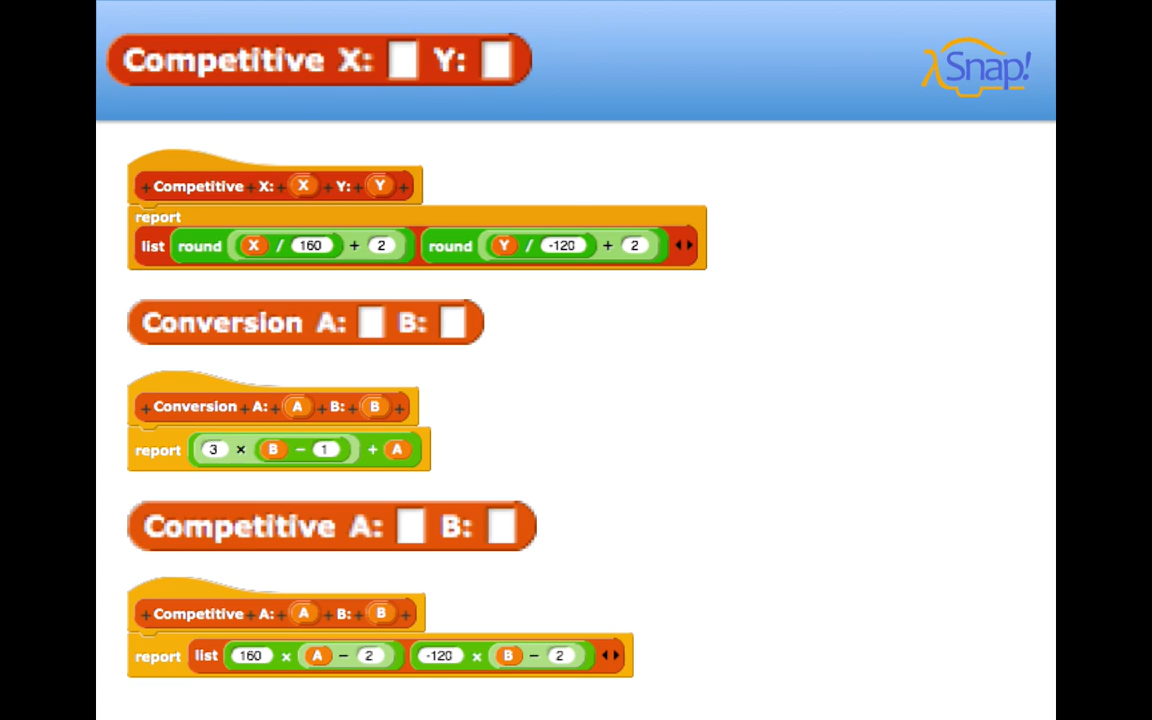 Competitive X: Y:
λSnap!
+ Competitive + X: + X + Y: + Y +
report
list round X / 160 + 2 round Y / -120 + 2
Conversion A: B:
+ Conversion + A: + A + B: + B +
report 3 × B − 1 + A
Competitive A: B:
+ Competitive + A: + A + B: + B +
report list 160 × A − 2 -120 × B − 2